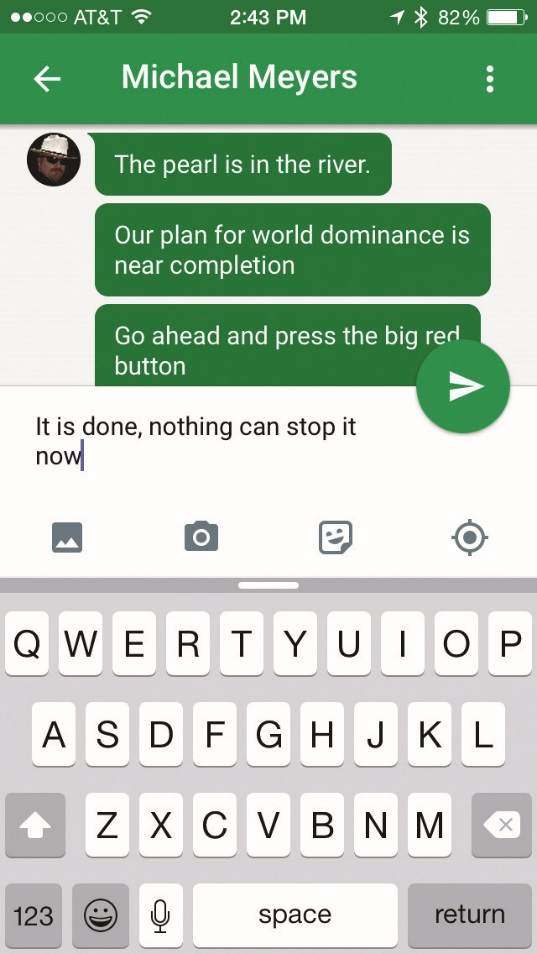 AT&T 2:43 PM 82%
Michael Meyers
The pearl is in the river.
Our plan for world dominance is
near completion
Go ahead and press the big red
button
It is done, nothing can stop it
now
Q W E R T Y U I O P
A S D F G H J K L
Z X C V B N M
123 space return